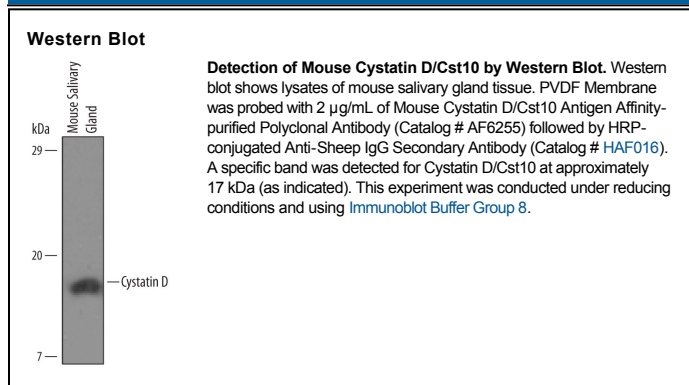 Western Blot
Mouse Salivary
Gland
kDa
29
20
7
Cystatin D
Detection of Mouse Cystatin D/Cst10 by Western Blot. Western
blot shows lysates of mouse salivary gland tissue. PVDF Membrane
was probed with 2 µg/mL of Mouse Cystatin D/Cst10 Antigen Affinity-
purified Polyclonal Antibody (Catalog # AF6255) followed by HRP-
conjugated Anti-Sheep IgG Secondary Antibody (Catalog # HAF016).
A specific band was detected for Cystatin D/Cst10 at approximately
17 kDa (as indicated). This experiment was conducted under reducing
conditions and using Immunoblot Buffer Group 8.